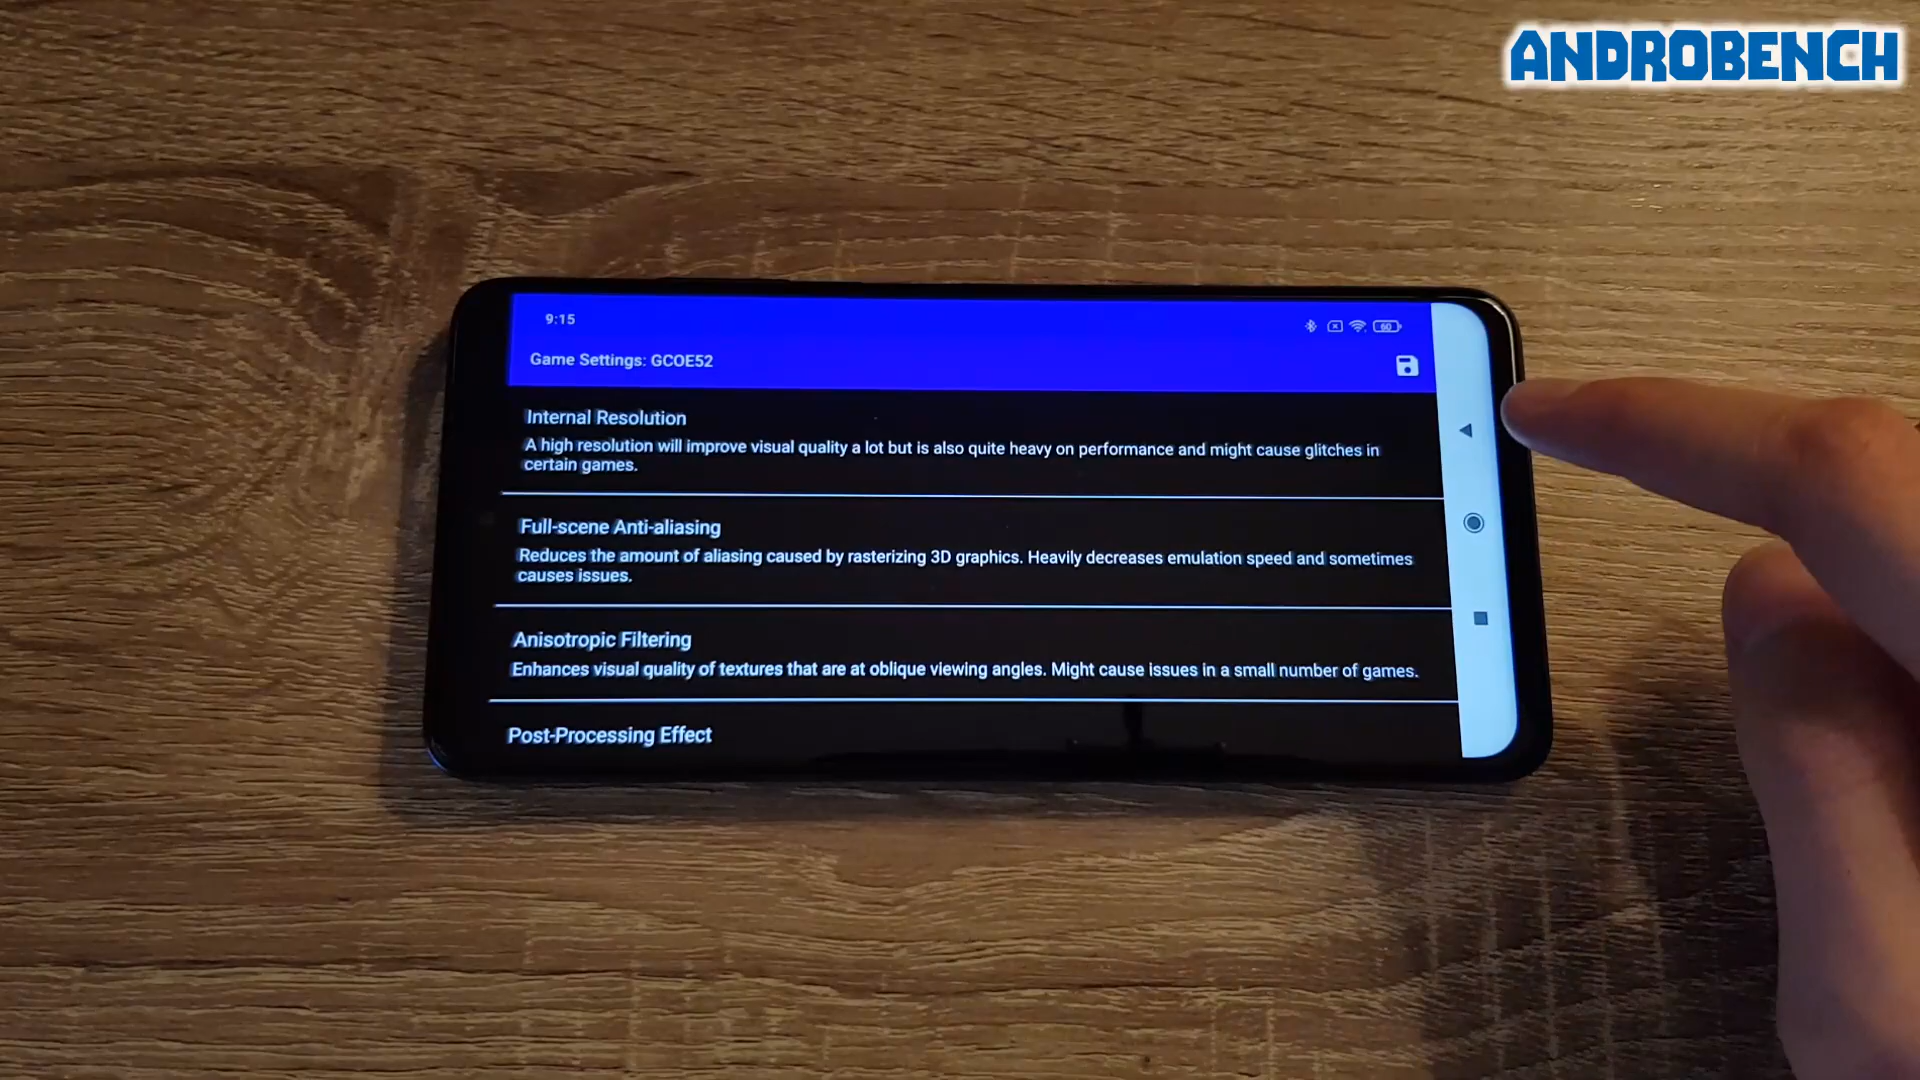 ANDROBENCH
9:15
60
Game Settings: GCOE52
Internal Resolution
A high resolution will improve visual quality a lot but is also quite heavy on performance and might cause glitches in
certain games.
Full-scene Anti-aliasing
Reduces the amount of aliasing caused by rasterizing 3D graphics. Heavily decreases emulation speed and sometimes
causes issues.
Anisotropic Filtering
Enhances visual quality of textures that are at oblique viewing angles. Might cause issues in a small number of games.
Post-Processing Effect